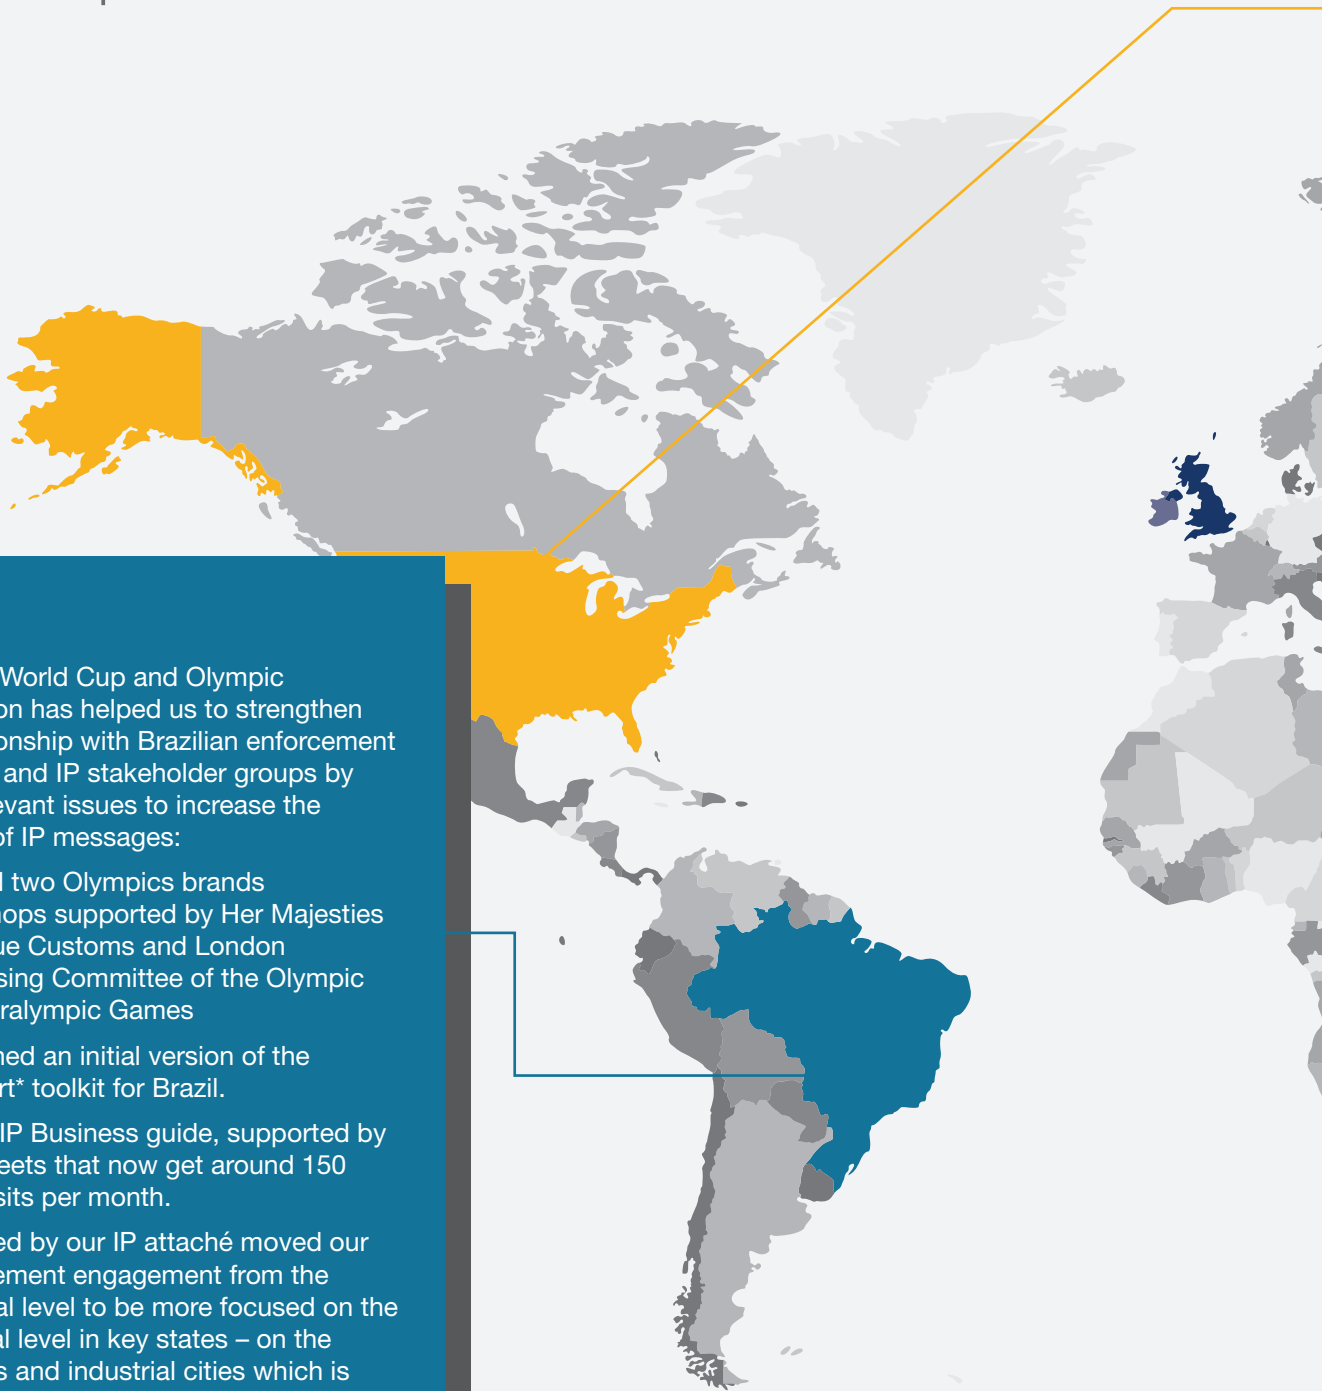 World Cup and Olympic
on has helped us to strengthen
onship with Brazilian enforcement
and IP stakeholder groups by
evant issues to increase the
of IP messages:
two Olympics brands
ops supported by Her Majesties
ue Customs and London
sing Committee of the Olympic
ralympic Games
ed an initial version of the
rt* toolkit for Brazil.
IP Business guide, supported by
eets that now get around 150
sits per month.
ed by our IP attaché moved our
ement engagement from the
al level to be more focused on the
al level in key states – on the
s and industrial cities which is